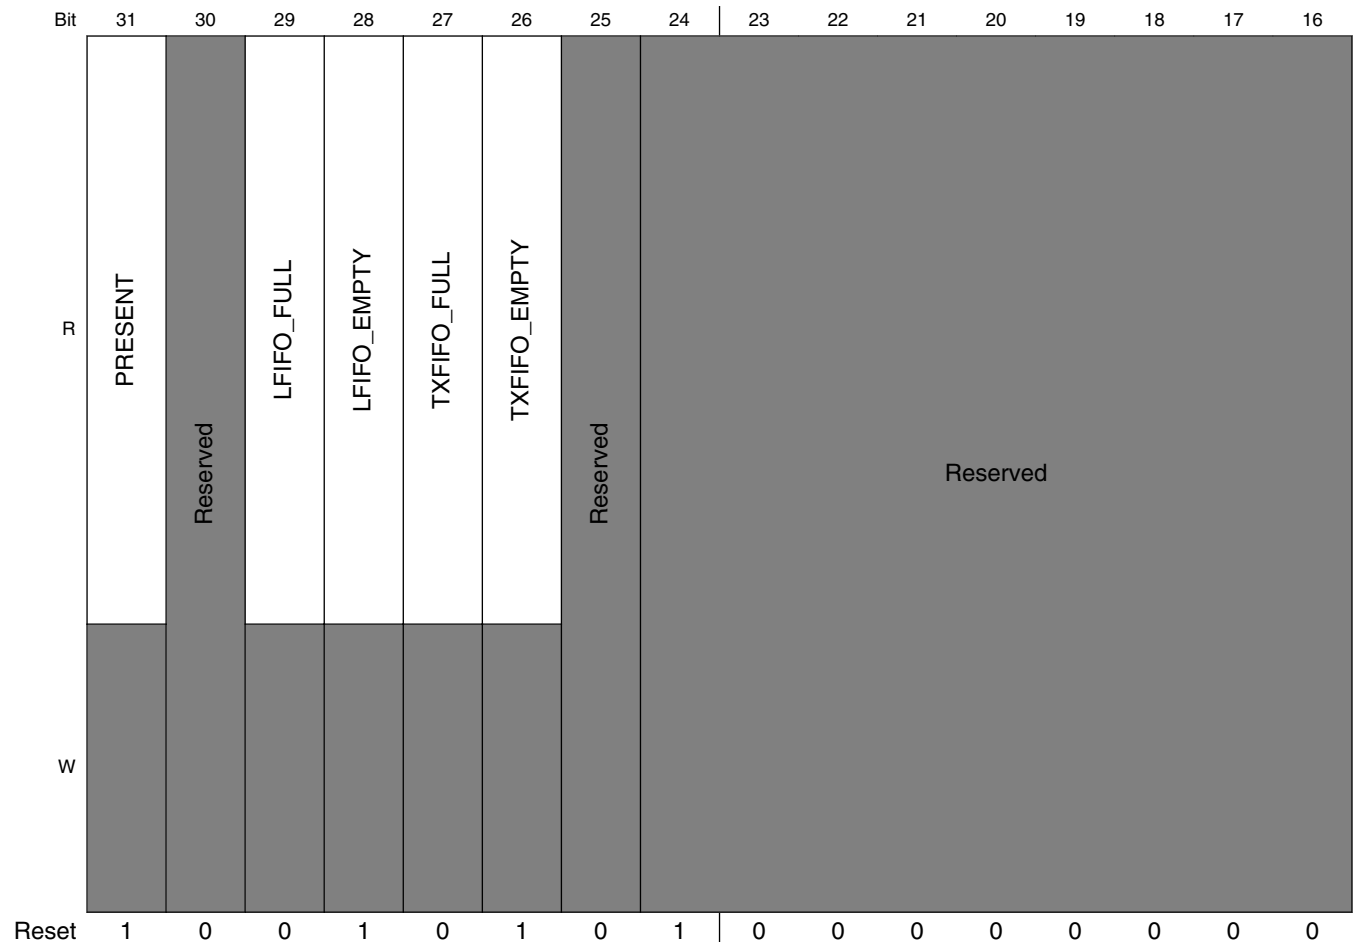 Bit 31 30 29 28 27 26 25 24 23 22 21 20 19 18 17 16
R
PRESENT
Reserved
LFIFO_FULL
LFIFO_EMPTY
TXFIFO_FULL
TXFIFO_EMPTY
Reserved
Reserved
W
Reset 1 0 0 1 0 1 0 1 0 0 0 0 0 0 0 0